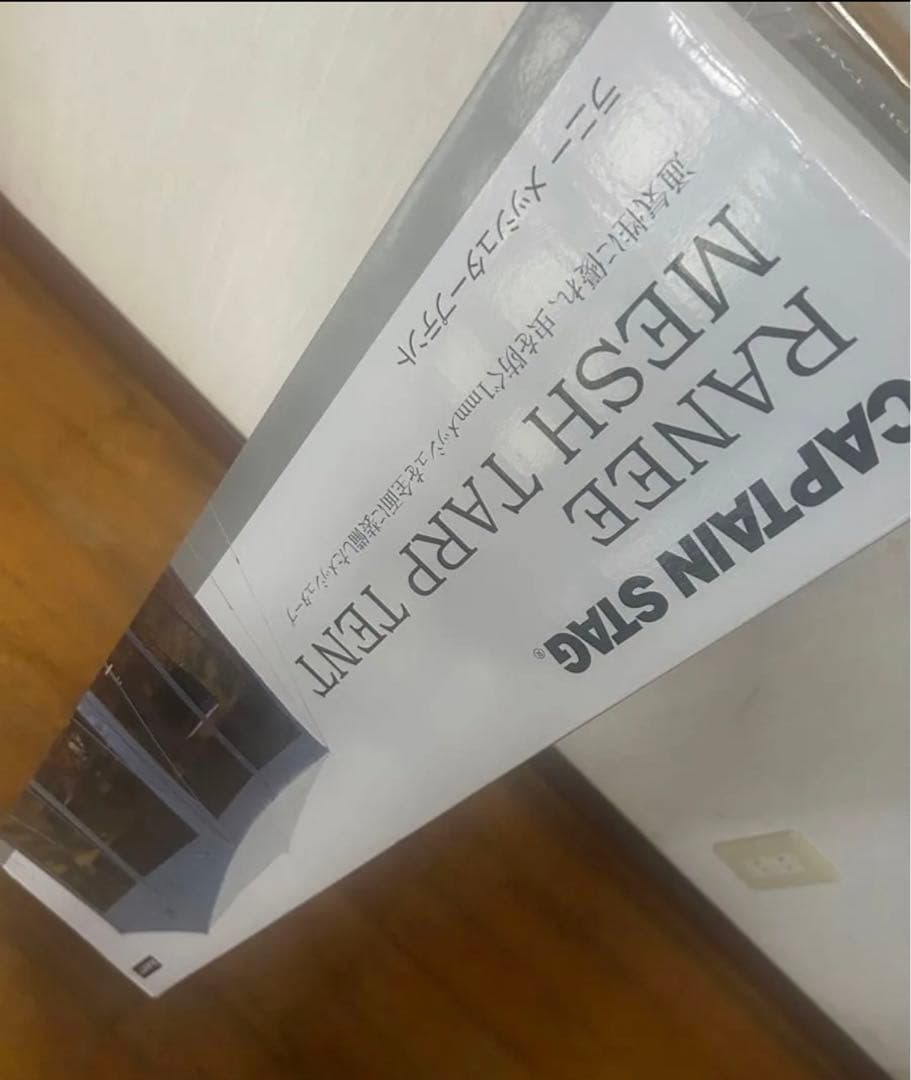 CAPTAIN STAG®
RANEE
MESH TARP TENT
通気性に優れ、虫を防ぐ1mmメッシュを全面に装備したメッシュタープ
ラニー メッシュタープテント